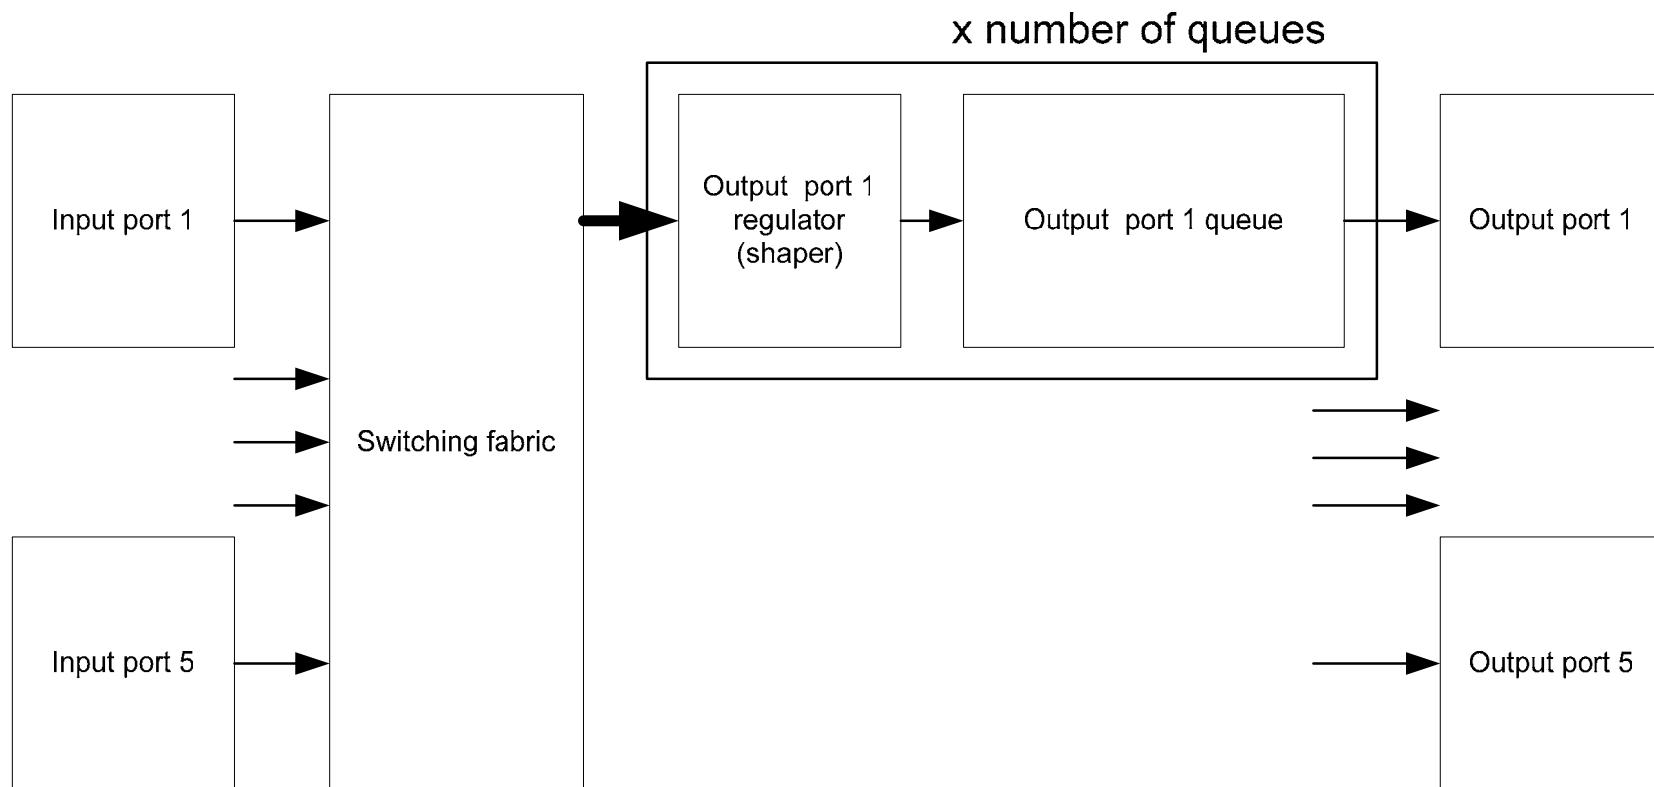 x number of queues
Input port 1
Output port 1
regulator
(shaper)
Output port 1 queue
Output port 1
Switching fabric
Input port 5
Output port 5